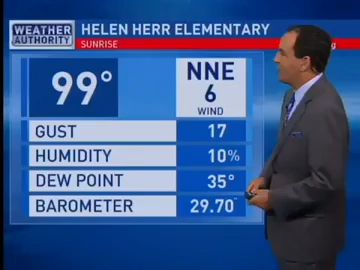 WEATHER
AUTHORITY
HELEN HERR ELEMENTARY
SUNRISE
99°
NNE
6
WIND
GUST 17
HUMIDITY 10%
DEW POINT 35°
BAROMETER 29.70"